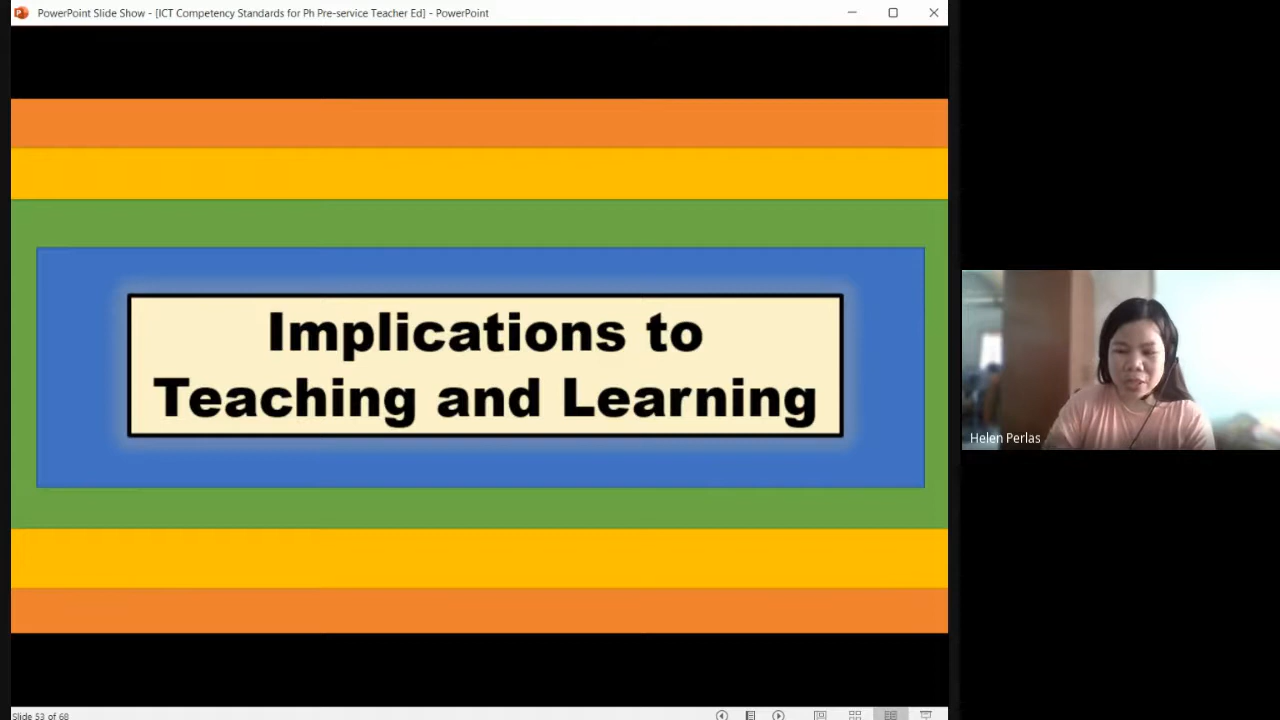 PowerPoint Slide Show - [ICT Competency Standards for Ph Pre-service Teacher Ed] - PowerPoint
Implications to
Teaching and Learning
Helen Perlas
Slide 53 of 68